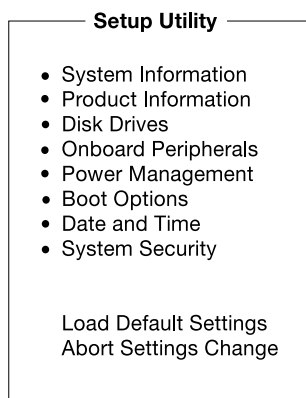 Setup Utility
• System Information
• Product Information
• Disk Drives
• Onboard Peripherals
• Power Management
• Boot Options
• Date and Time
• System Security
Load Default Settings
Abort Settings Change